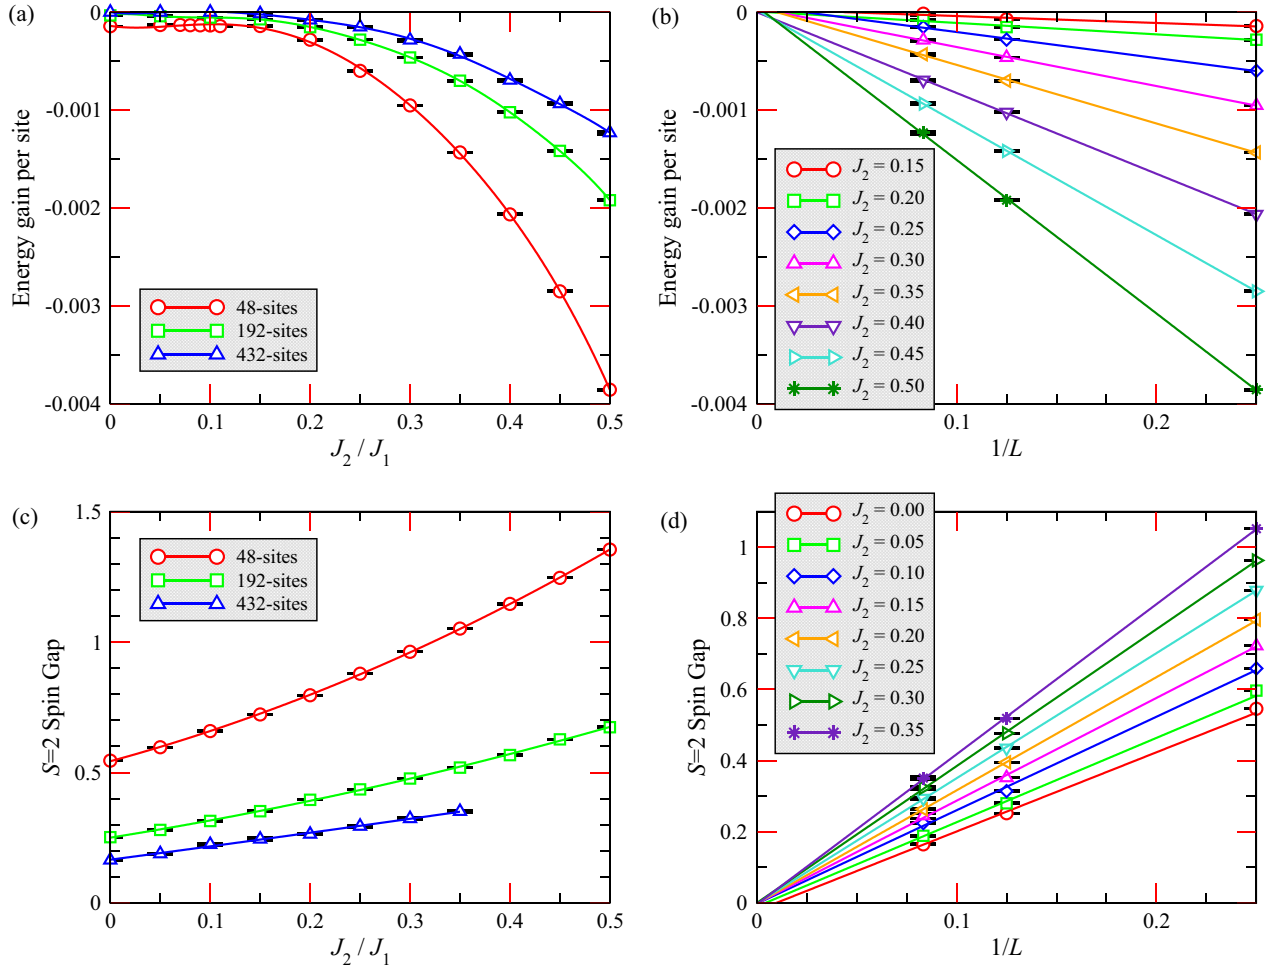 (a)
0
-0.001
-0.002
-0.003
-0.004
Energy gain per site
48-sites
192-sites
432-sites
0 0.1 0.2 0.3 0.4 0.5
J2 / J1
(b)
0
-0.001
-0.002
-0.003
-0.004
Energy gain per site
J2 = 0.15
J2 = 0.20
J2 = 0.25
J2 = 0.30
J2 = 0.35
J2 = 0.40
J2 = 0.45
J2 = 0.50
0 0.1 0.2
1/L
(c)
1.5
1
0.5
0
S=2 Spin Gap
48-sites
192-sites
432-sites
0 0.1 0.2 0.3 0.4 0.5
J2 / J1
(d)
1
0.8
0.6
0.4
0.2
0
S=2 Spin Gap
J2 = 0.00
J2 = 0.05
J2 = 0.10
J2 = 0.15
J2 = 0.20
J2 = 0.25
J2 = 0.30
J2 = 0.35
0 0.1 0.2
1/L